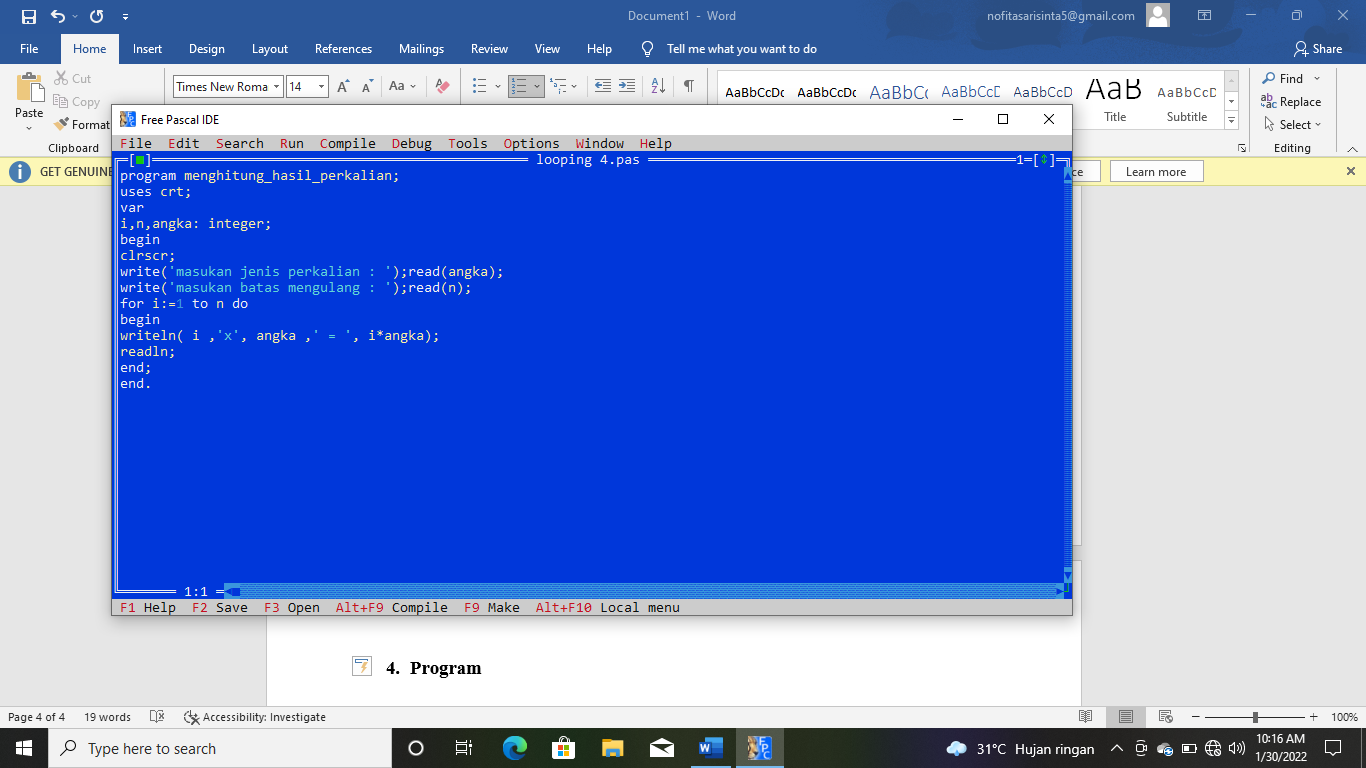 Document1 - Word
nofitasarisinta5@gmail.com
File Home Insert Design Layout References Mailings Review View Help Tell me what you want to do Share
Paste
Cut
Copy
Format
Clipboard
Times New Roma 14
Aa
AaBbCcDc AaBbCcDc AaBbC AaBbCcC AaBbCcD AaB AaBbCcD
Title Subtitle
Find
Replace
Select
Editing
GET GENUINE
ce
Learn more
Free Pascal IDE
File Edit Search Run Compile Debug Tools Options Window Help
looping 4.pas
1=[↕]
program menghitung_hasil_perkalian;
uses crt;
var
i,n,angka: integer;
begin
clrscr;
write('masukan jenis perkalian : ');read(angka);
write('masukan batas mengulang : ');read(n);
for i:=1 to n do
begin
writeln( i ,'x', angka ,' = ', i*angka);
readln;
end;
end.
1:1
F1 Help F2 Save F3 Open Alt+F9 Compile F9 Make Alt+F10 Local menu
4. Program
Page 4 of 4 19 words Accessibility: Investigate 100%
Type here to search
31°C Hujan ringan
10:16 AM
1/30/2022